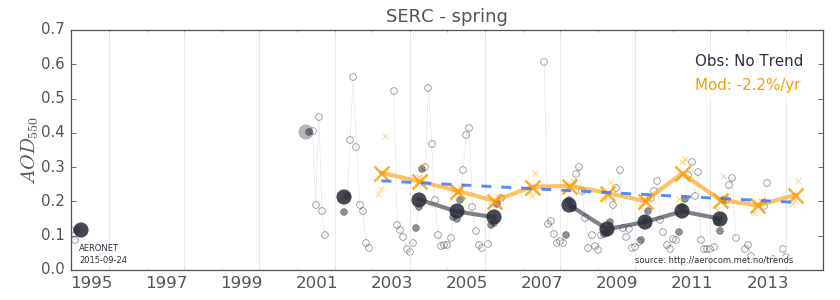 SERC - spring
0.7
0.6
0.5
0.4
0.3
0.2
0.1
0.0
AOD550
Obs: No Trend
Mod: -2.2%/yr
AERONET
2015-09-24
source: http://aerocom.met.no/trends
1995 1997 1999 2001 2003 2005 2007 2009 2011 2013